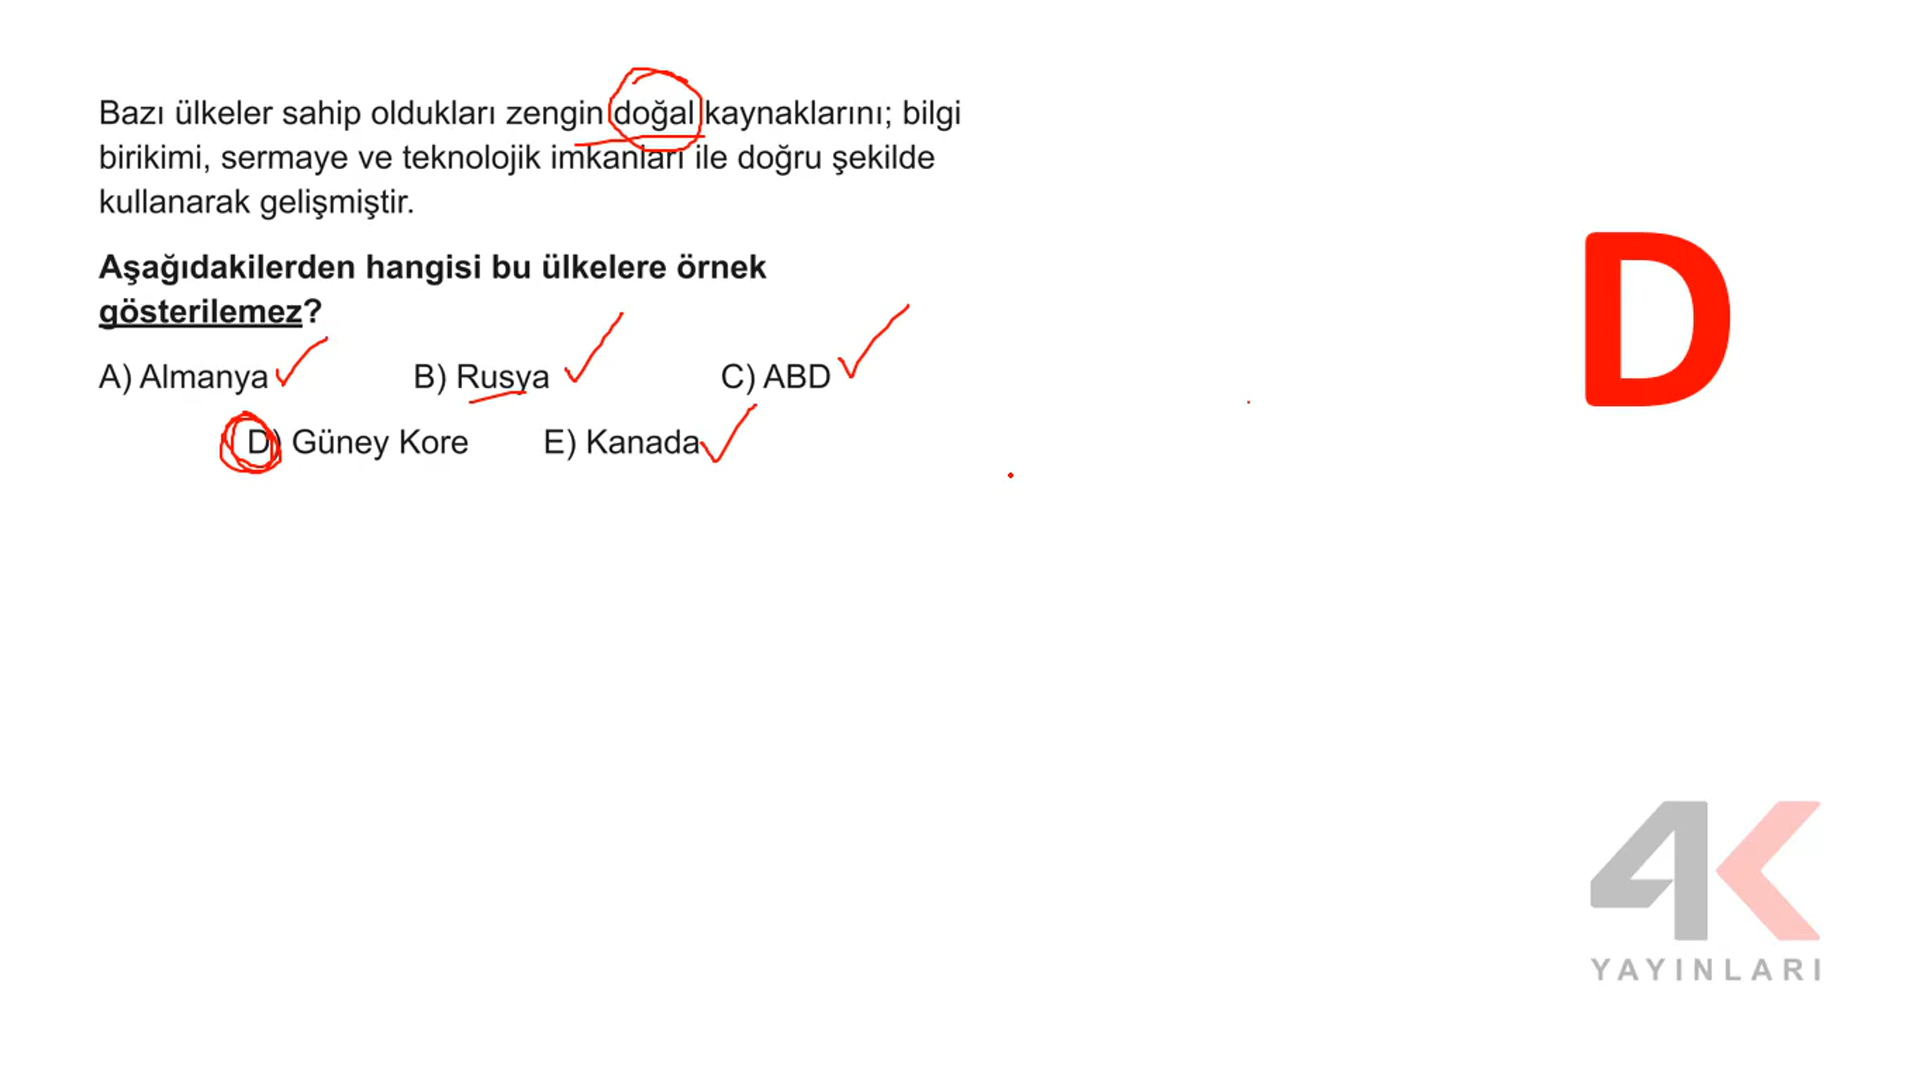 Bazı ülkeler sahip oldukları zengin doğal kaynaklarını; bilgi
birikimi, sermaye ve teknolojik imkanları ile doğru şekilde
kullanarak gelişmiştir.
Aşağıdakilerden hangisi bu ülkelere örnek
gösterilemez?
A) Almanya B) Rusya C) ABD
D) Güney Kore E) Kanada
D
4K
YAYINLARI